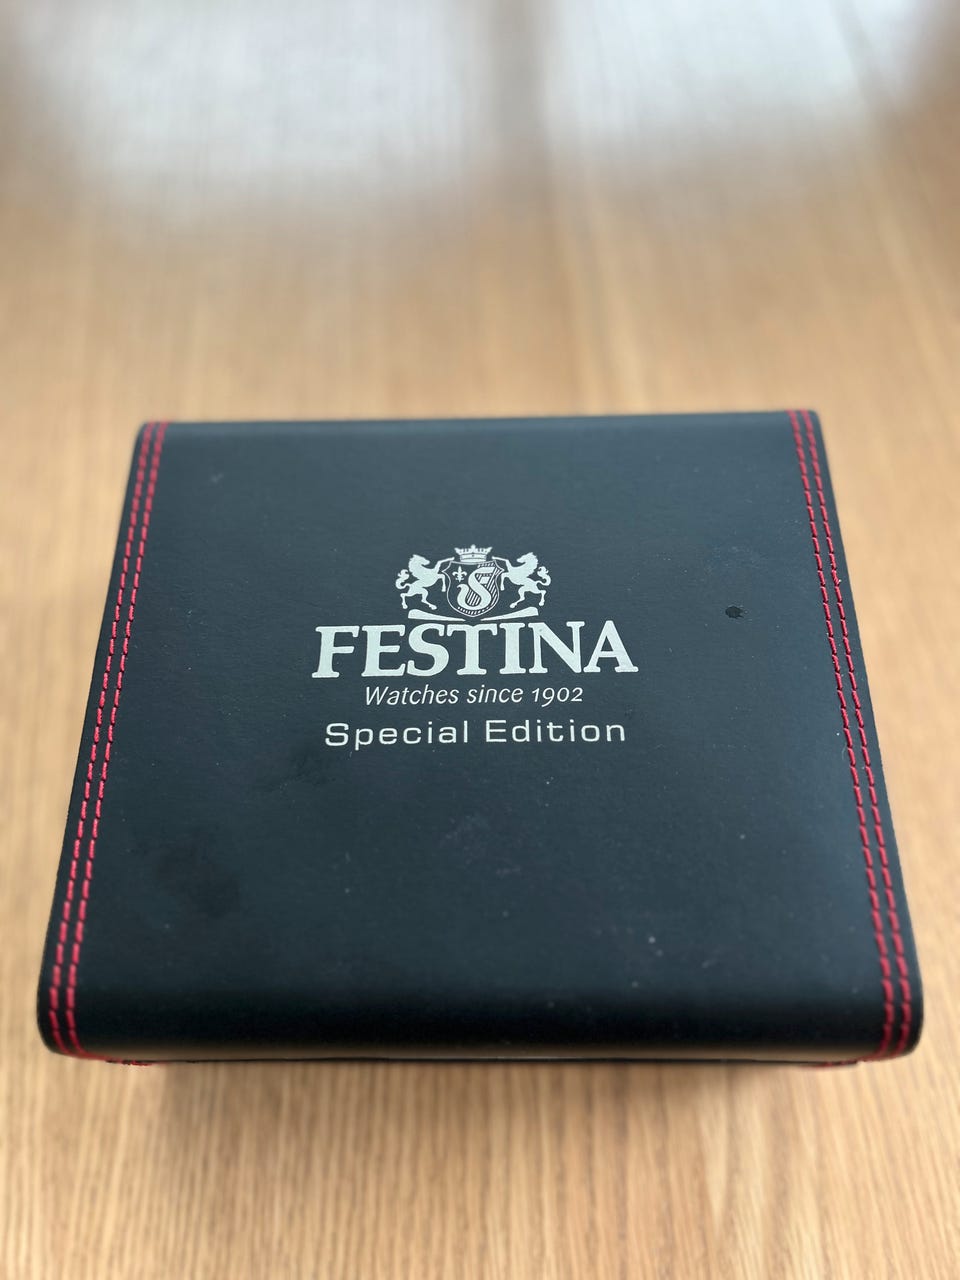 FESTINA
Watches since 1902
Special Edition